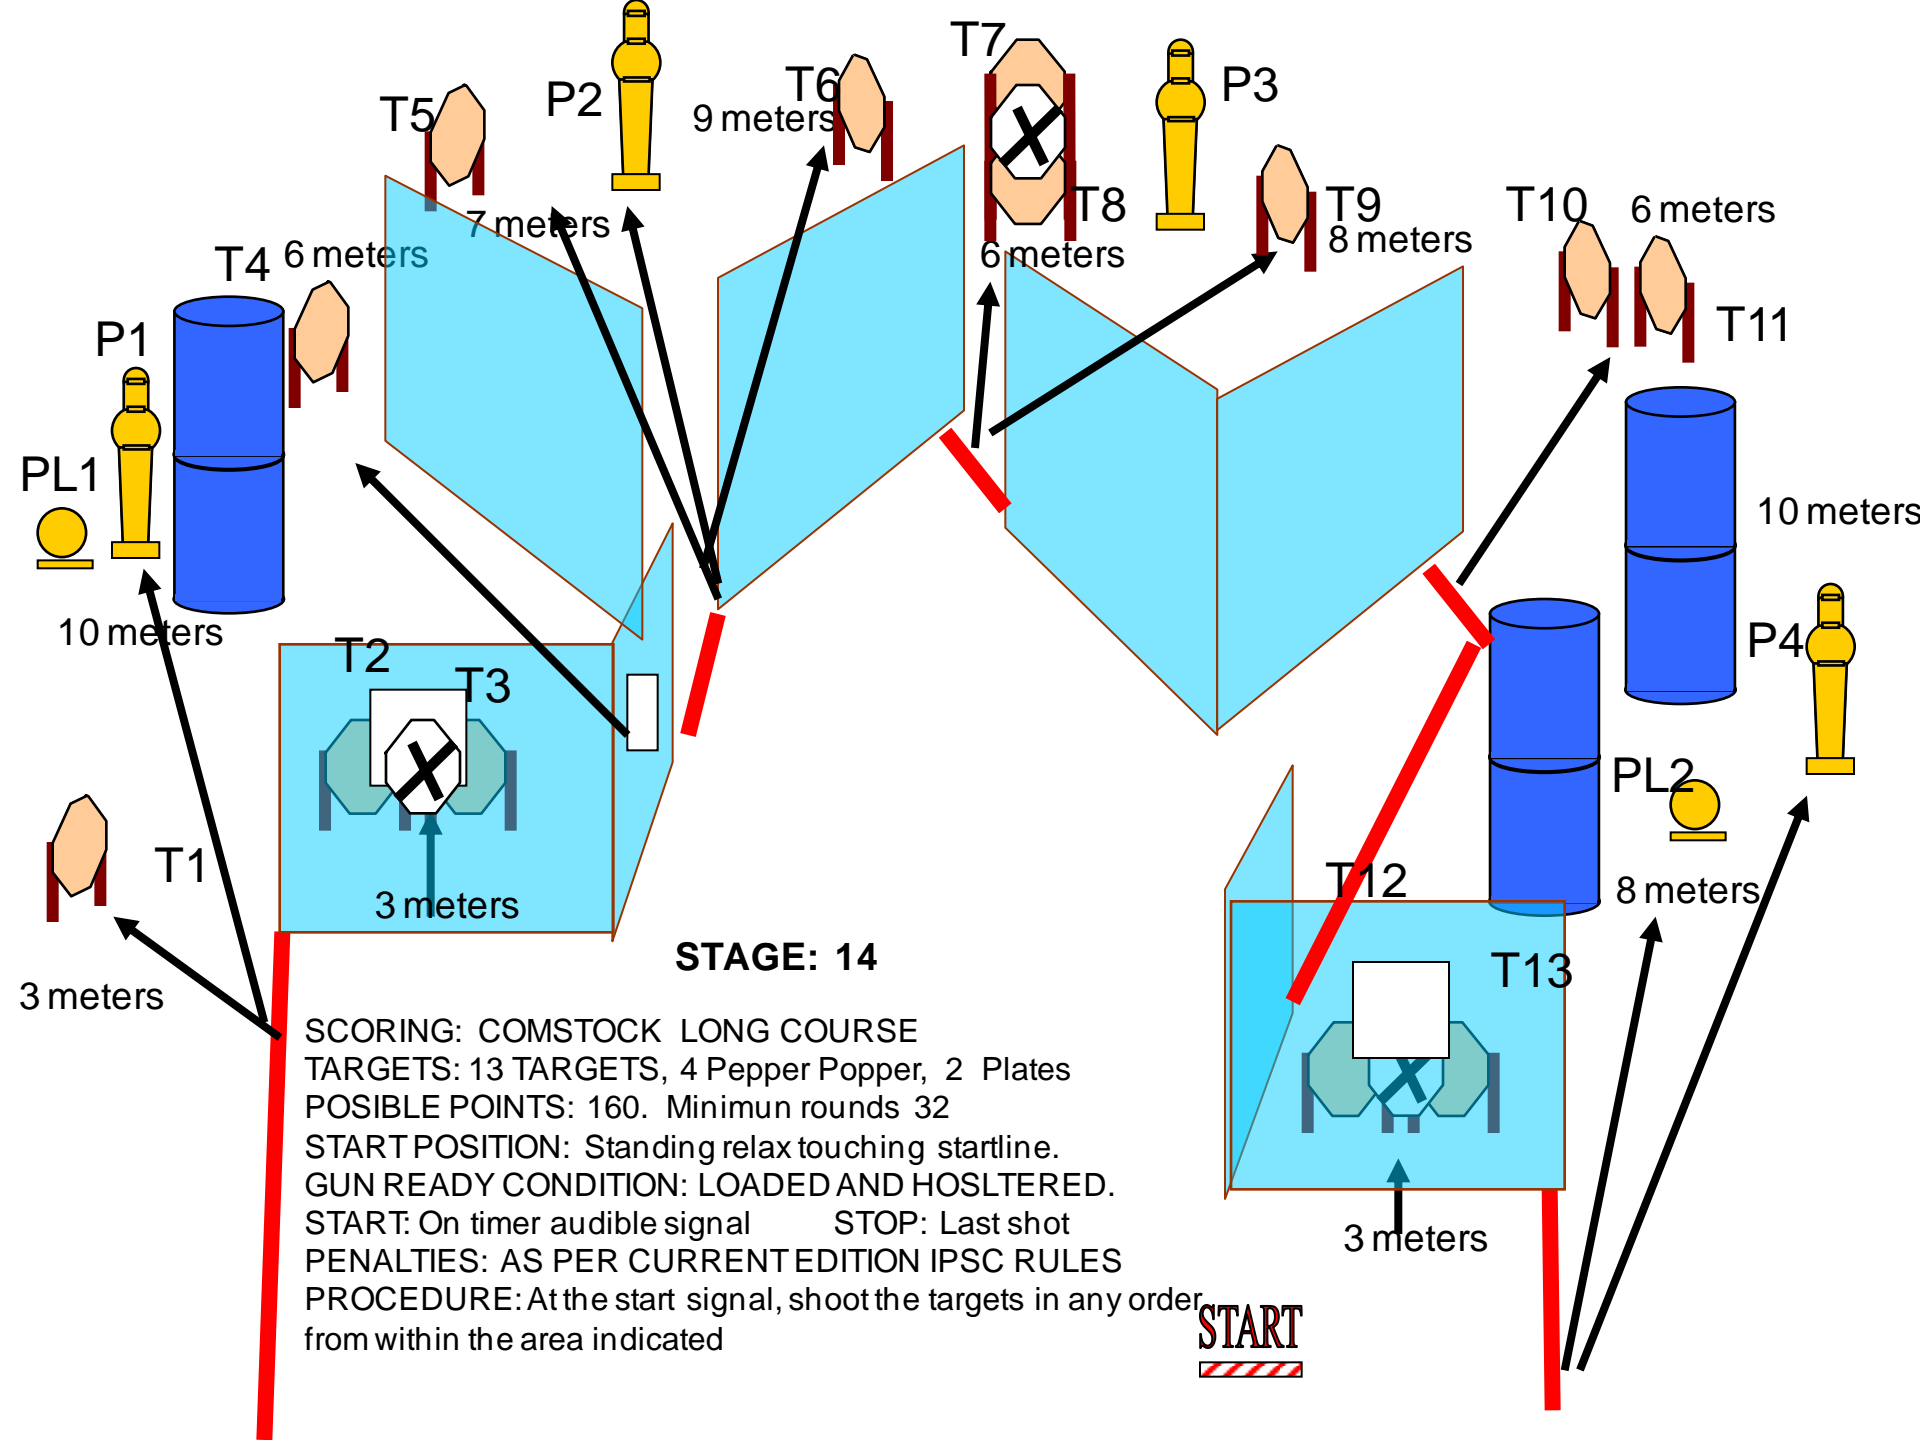 T7
T5
P2
T6
9 meters
P3
T8
T9
8 meters
T10
6 meters
7 meters
6 meters
T4
6 meters
T11
P1
PL1
10 meters
10 meters
T2
T3
P4
PL2
T1
3 meters
T12
8 meters
3 meters
T13
STAGE: 14
SCORING: COMSTOCK LONG COURSE
TARGETS: 13 TARGETS, 4 Pepper Popper, 2 Plates
POSIBLE POINTS: 160. Minimun rounds 32
START POSITION: Standing relax touching startline.
GUN READY CONDITION: LOADED AND HOSLTERED.
START: On timer audible signal STOP: Last shot
PENALTIES: AS PER CURRENT EDITION IPSC RULES
PROCEDURE: At the start signal, shoot the targets in any order
from within the area indicated
3 meters
START